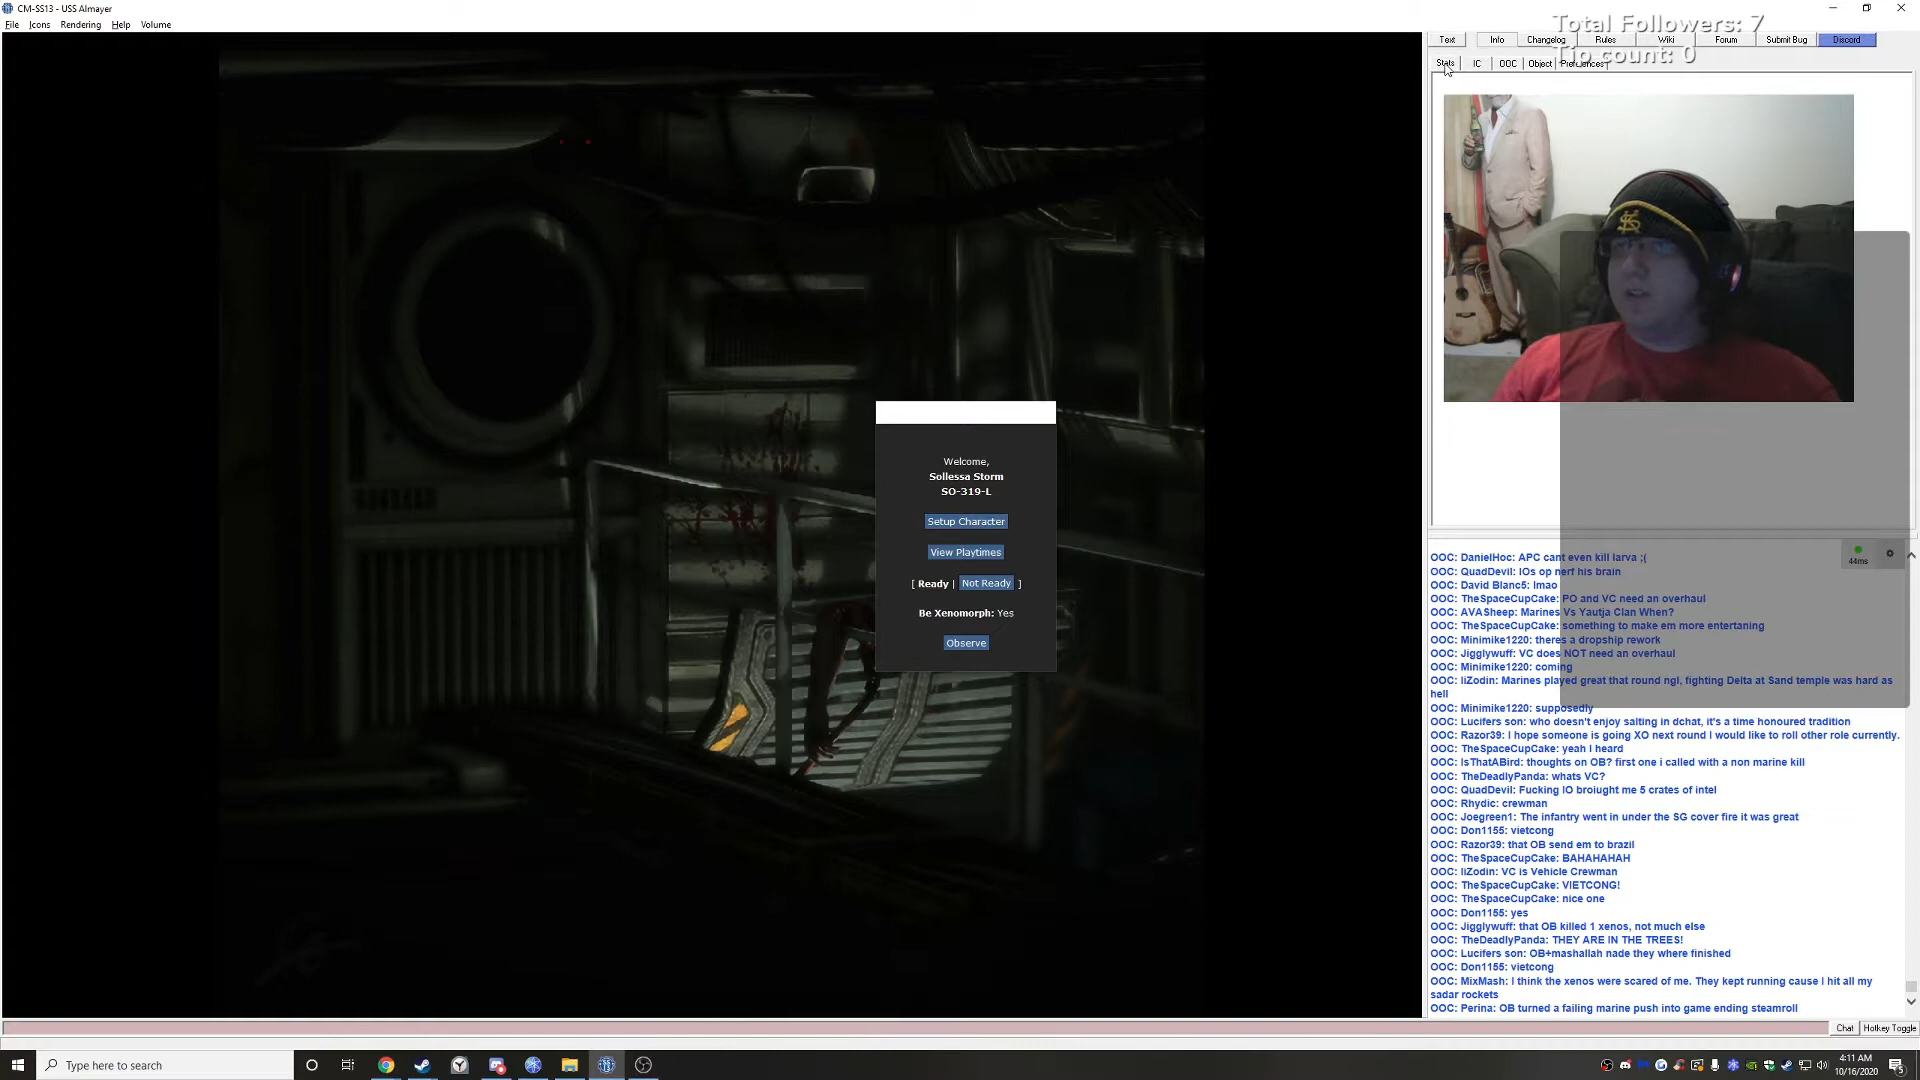 CM-SS13 - USS Almayer
File Icons Rendering Help Volume
Total Followers: 7
Text Info Changelog Rules Wiki Forum Submit Bug Discord
Tip count: 0
Stats IC OOC Object Preferences
Welcome,
Sollessa Storm
SO-319-L
Setup Character
View Playtimes
[ Ready | Not Ready ]
Be Xenomorph: Yes
Observe
44ms
OOC: DanielHoc: APC cant even kill larva ;(
OOC: QuadDevil: IOs op nerf his brain
OOC: David Blanc5: lmao
OOC: TheSpaceCupCake: PO and VC need an overhaul
OOC: AVASheep: Marines Vs Yautja Clan When?
OOC: TheSpaceCupCake: something to make em more entertaning
OOC: Minimike1220: theres a dropship rework
OOC: Jigglywuff: VC does NOT need an overhaul
OOC: Minimike1220: coming
OOC: liZodin: Marines played great that round ngl, fighting Delta at Sand temple was hard as
hell
OOC: Minimike1220: supposedly
OOC: Lucifers son: who doesn't enjoy salting in dchat, it's a time honoured tradition
OOC: Razor39: I hope someone is going XO next round I would like to roll other role currently.
OOC: TheSpaceCupCake: yeah I heard
OOC: IsThatABird: thoughts on OB? first one i called with a non marine kill
OOC: TheDeadlyPanda: whats VC?
OOC: QuadDevil: Fucking IO broiught me 5 crates of intel
OOC: Rhydic: crewman
OOC: Joegreen1: The infantry went in under the SG cover fire it was great
OOC: Don1155: vietcong
OOC: Razor39: that OB send em to brazil
OOC: TheSpaceCupCake: BAHAHAHAH
OOC: liZodin: VC is Vehicle Crewman
OOC: TheSpaceCupCake: VIETCONG!
OOC: TheSpaceCupCake: nice one
OOC: Don1155: yes
OOC: Jigglywuff: that OB killed 1 xenos, not much else
OOC: TheDeadlyPanda: THEY ARE IN THE TREES!
OOC: Lucifers son: OB+mashallah nade they where finished
OOC: Don1155: vietcong
OOC: MixMash: I think the xenos were scared of me. They kept running cause I hit all my
sadar rockets
OOC: Perina: OB turned a failing marine push into game ending steamroll
Chat Hotkey Toggle
Type here to search
4:11 AM
10/16/2020